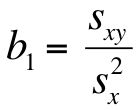 b₁ = s_xy / s_x²